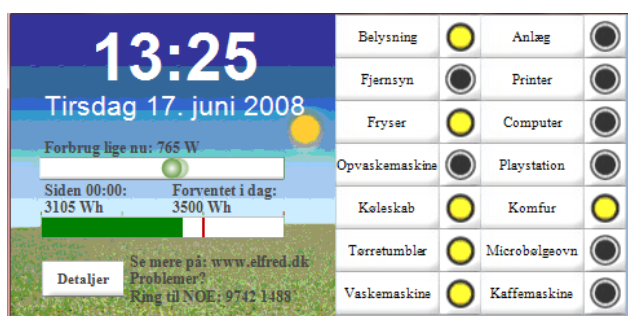 13:25
Tirsdag 17. juni 2008
Forbrug lige nu: 765 W
Siden 00:00: Forventet i dag:
3105 Wh 3500 Wh
Se mere på: www.elfred.dk
Detaljer Problemer?
Ring til NOE: 9742 1488
Belysning Anlæg
Fjernsyn Printer
Fryser Computer
Opvaskemaskine Playstation
Køleskab Komfur
Tørretumbler Microbølgeovn
Vaskemaskine Kaffemaskine